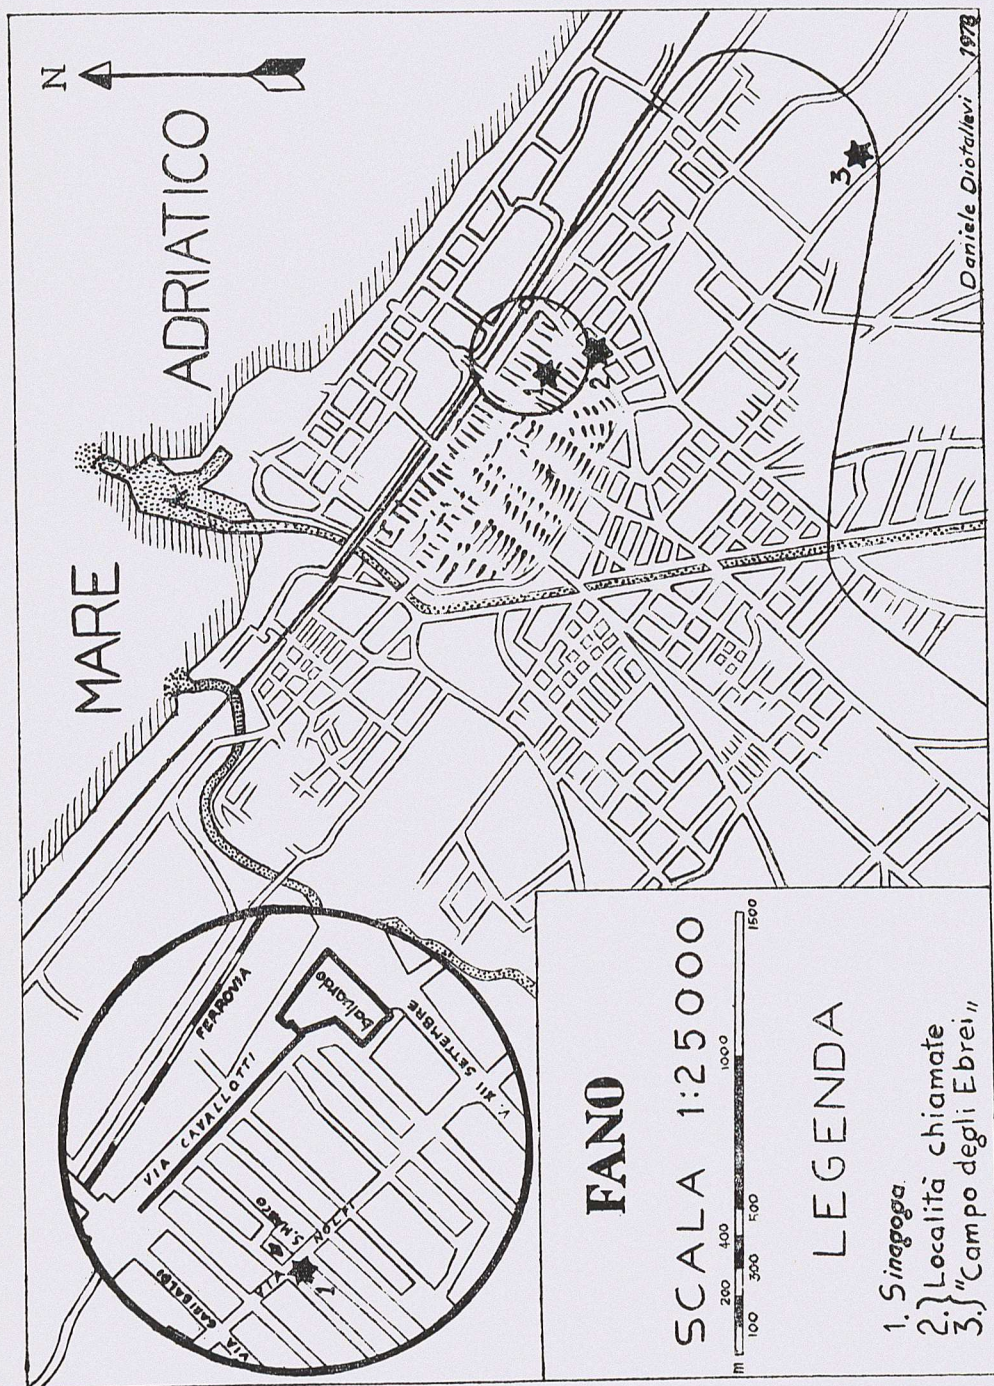 N
MARE ADRIATICO
1
2
3
FERROVIA
VIA CAVALLOTTI
baluardo
V. XII SETTEMBRE
S. MARCO
VIA NOLFI
1
VIA GARIBALDI
FANO
SCALA 1:25000
m 100 200 300 400 500 1000 1500
LEGENDA
1. Sinagoga.
2.} Località chiamate
3.} "Campo degli Ebrei"
Daniele Diotallevi 1978